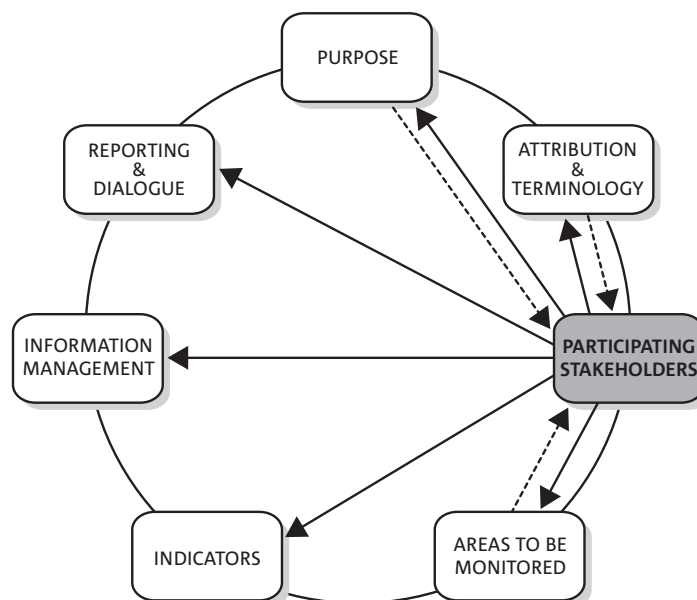 PURPOSE
REPORTING
&
DIALOGUE
ATTRIBUTION
&
TERMINOLOGY
INFORMATION
MANAGEMENT
PARTICIPATING
STAKEHOLDERS
INDICATORS
AREAS TO BE
MONITORED